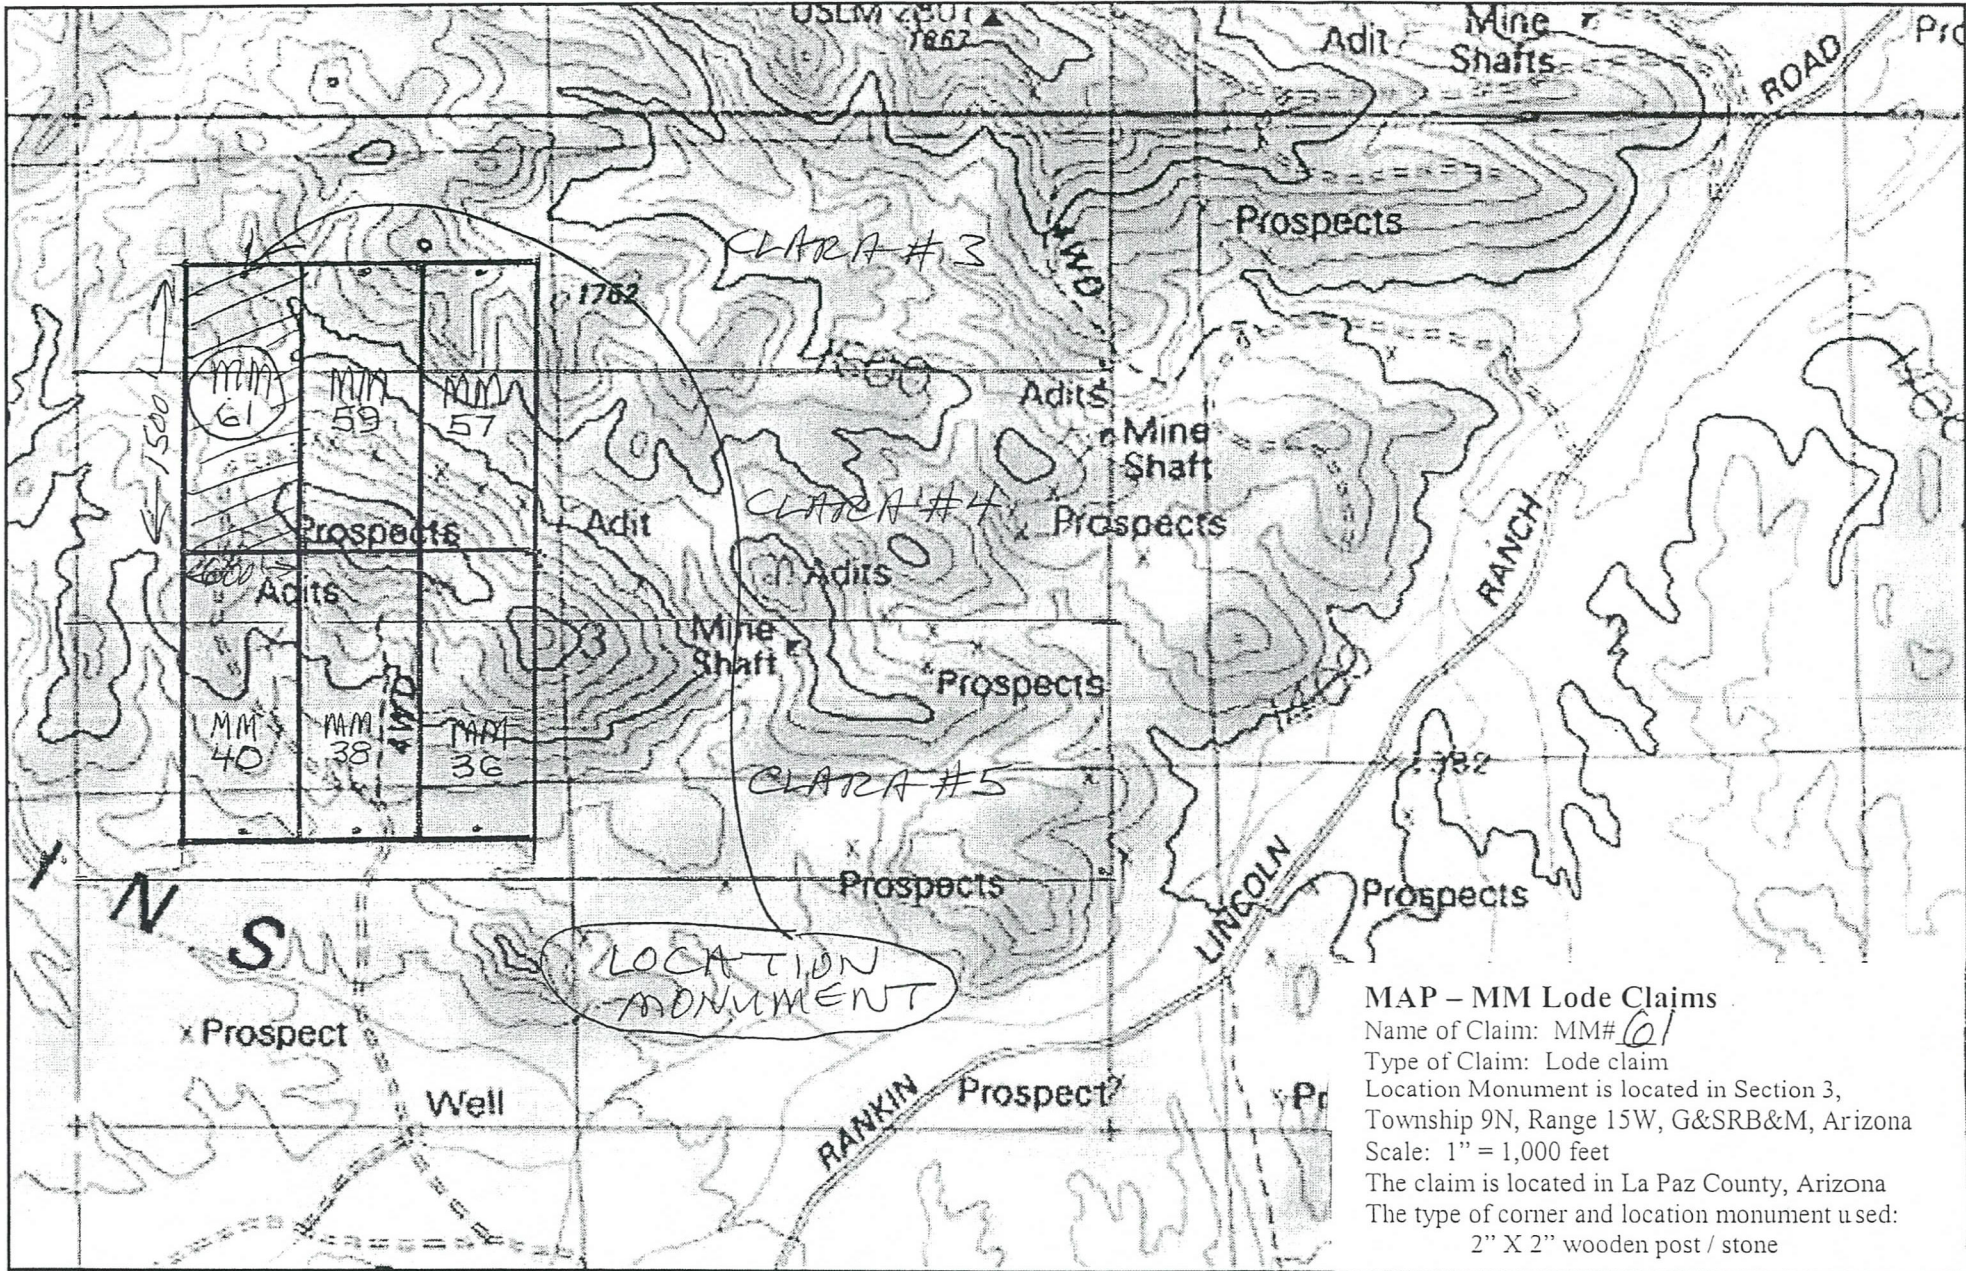 USLM 2801
1867
Adit
Mine
Shafts
ROAD
Prospects
CLARA #3
4WD
1762
MM
61
MM
59
MM
57
1500'
Adits
Mine
Shaft
CLARA #4
Prospects
Prospects
Adit
Adits
600'
Adits
RANCH
3
2
Mine
Shaft
Prospects
MM
40
MM
38
4WD
MM
36
CLARA #5
Prospects
LINCOLN
Prospects
I N S
LOCATION
MONUMENT
Prospect
Well
RANKIN
Prospect
MAP – MM Lode Claims
Name of Claim: MM# 61
Type of Claim: Lode claim
Location Monument is located in Section 3,
Township 9N, Range 15W, G&SRB&M, Arizona
Scale: 1" = 1,000 feet
The claim is located in La Paz County, Arizona
The type of corner and location monument used:
2" X 2" wooden post / stone